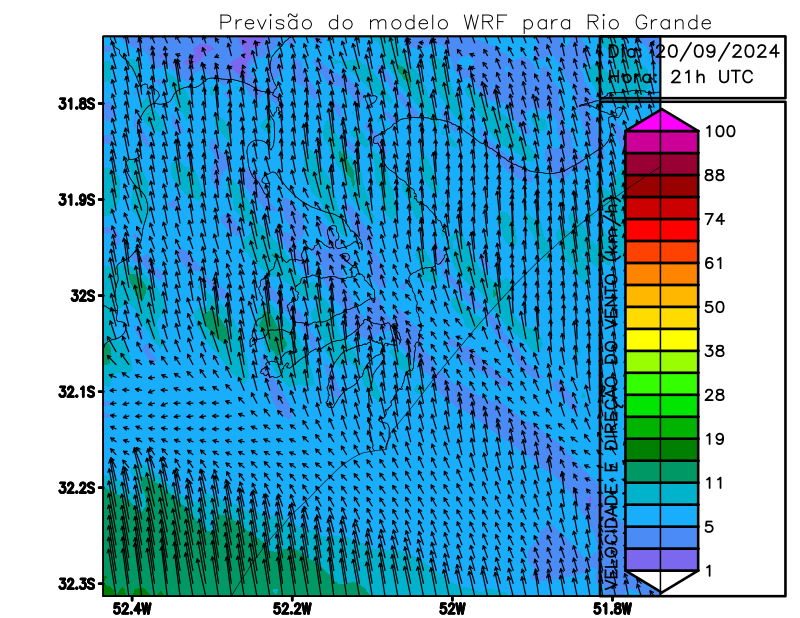 Previsão do modelo WRF para Rio Grande
Dia: 20/09/2024
Hora: 21h UTC
31.8S
31.9S
32S
32.1S
32.2S
32.3S
52.4W
52.2W
52W
51.8W
VELOCIDADE E DIREÇÃO DO VENTO (km/h)
100
88
74
61
50
38
28
19
11
5
1